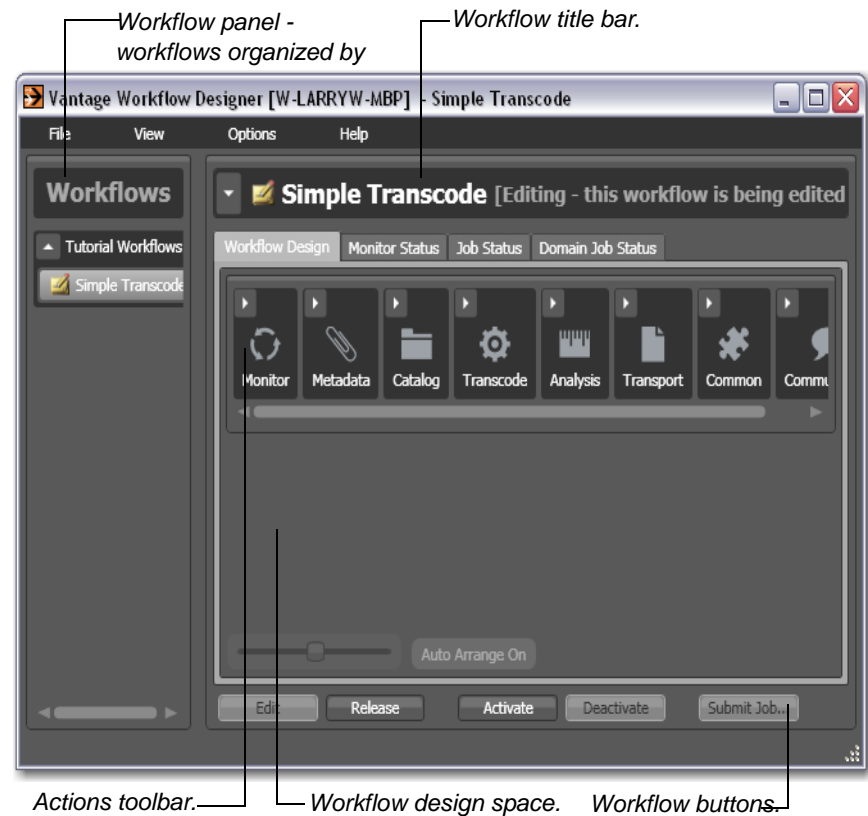 Workflow panel -
workflows organized by
Workflow title bar.
Vantage Workflow Designer [W-LARRYW-MBP] - Simple Transcode
File View Options Help
Workflows
Simple Transcode [Editing - this workflow is being edited
Tutorial Workflows
Simple Transcode
Workflow Design Monitor Status Job Status Domain Job Status
Monitor Metadata Catalog Transcode Analysis Transport Common Commu
Auto Arrange On
Edit Release Activate Deactivate Submit Job...
Actions toolbar.
Workflow design space.
Workflow buttons.